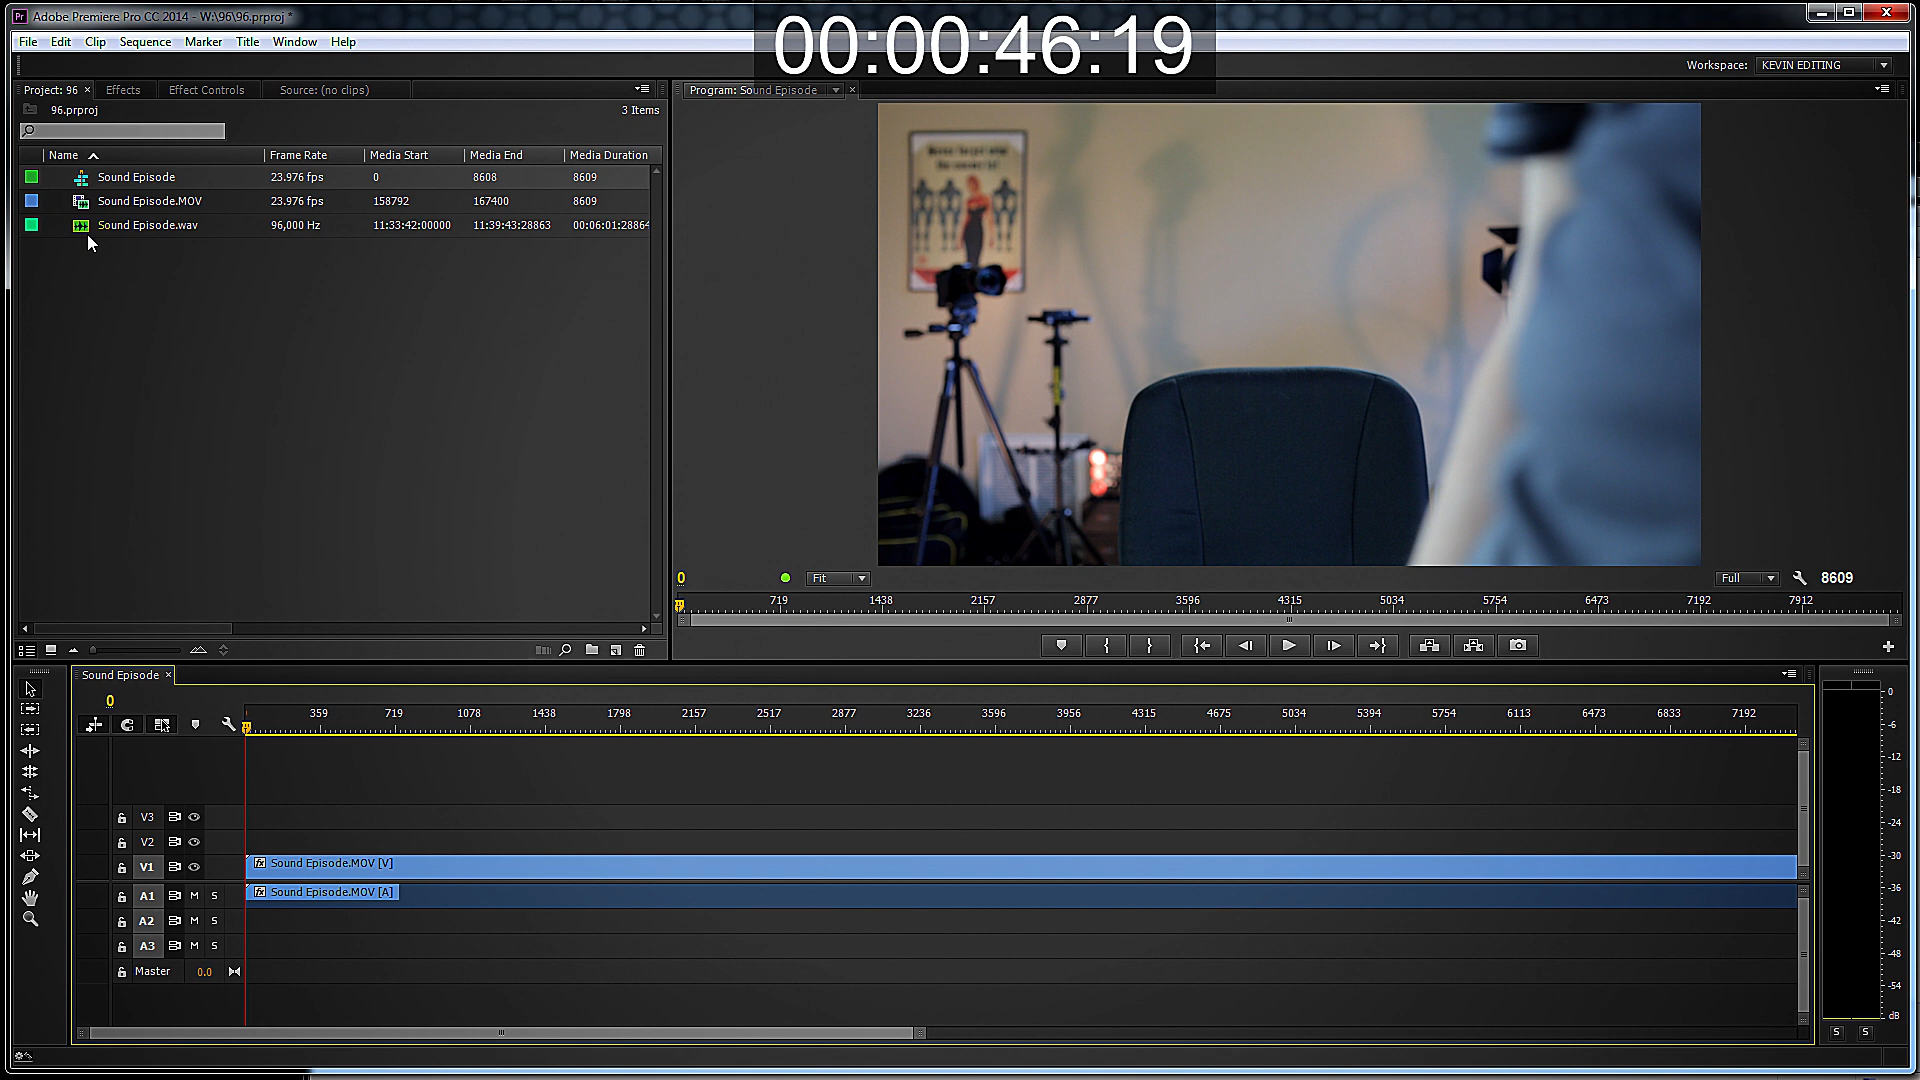 Adobe Premiere Pro CC 2014 - W:\96\96.prproj *
00:00:46:19
File Edit Clip Sequence Marker Title Window Help
Workspace: KEVIN EDITING
Project: 96 Effects Effect Controls Source: (no clips)
Program: Sound Episode
96.prproj 3 Items
Name Frame Rate Media Start Media End Media Duration
Sound Episode 23.976 fps 0 8608 8609
Sound Episode.MOV 23.976 fps 158792 167400 8609
Sound Episode.wav 96,000 Hz 11:33:42:00000 11:39:43:28863 00:06:01:28864
0 Fit Full 8609
719 1438 2157 2877 3596 4315 5034 5754 6473 7192 7912
Sound Episode
0
359 719 1078 1438 1798 2157 2517 2877 3236 3596 3956 4315 4675 5034 5394 5754 6113 6473 6833 7192
V3
V2
V1 Sound Episode.MOV [V]
A1 M S Sound Episode.MOV [A]
A2 M S
A3 M S
Master 0.0
0
-6
-12
-18
-24
-30
-36
-42
-48
-54
dB
S S